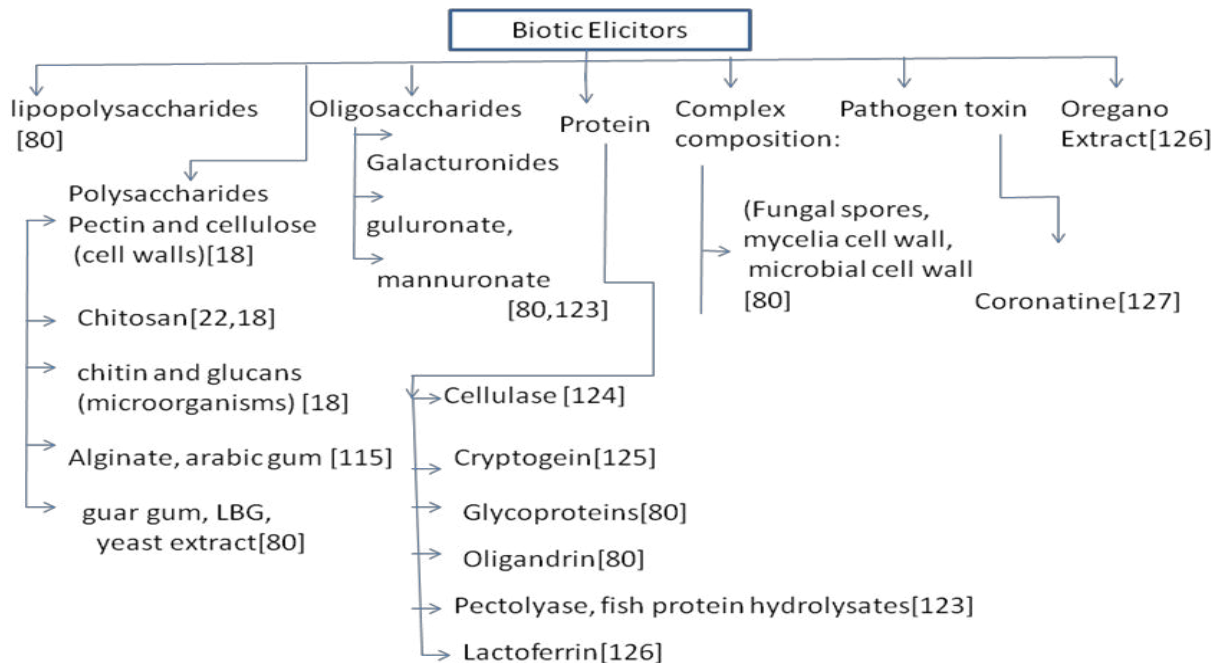 Biotic Elicitors
lipopolysaccharides
[80]
Polysaccharides
Pectin and cellulose
(cell walls)[18]
Chitosan[22,18]
chitin and glucans
(microorganisms) [18]
Alginate, arabic gum [115]
guar gum, LBG,
yeast extract[80]
Oligosaccharides
Galacturonides
guluronate,
mannuronate
[80,123]
Protein
Cellulase [124]
Cryptogein[125]
Glycoproteins[80]
Oligandrin[80]
Pectolyase, fish protein hydrolysates[123]
Lactoferrin[126]
Complex
composition:
(Fungal spores,
mycelia cell wall,
microbial cell wall
[80]
Pathogen toxin
Coronatine[127]
Oregano
Extract[126]